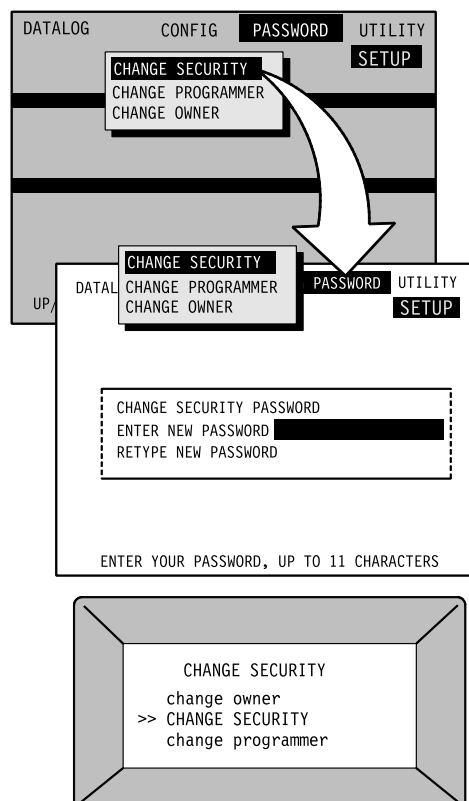 DATALOG CONFIG PASSWORD UTILITY
SETUP
CHANGE SECURITY
CHANGE PROGRAMMER
CHANGE OWNER
UP/
DATAL PASSWORD UTILITY
SETUP
CHANGE SECURITY
CHANGE PROGRAMMER
CHANGE OWNER
CHANGE SECURITY PASSWORD
ENTER NEW PASSWORD
RETYPE NEW PASSWORD
ENTER YOUR PASSWORD, UP TO 11 CHARACTERS
CHANGE SECURITY
change owner
>> CHANGE SECURITY
change programmer